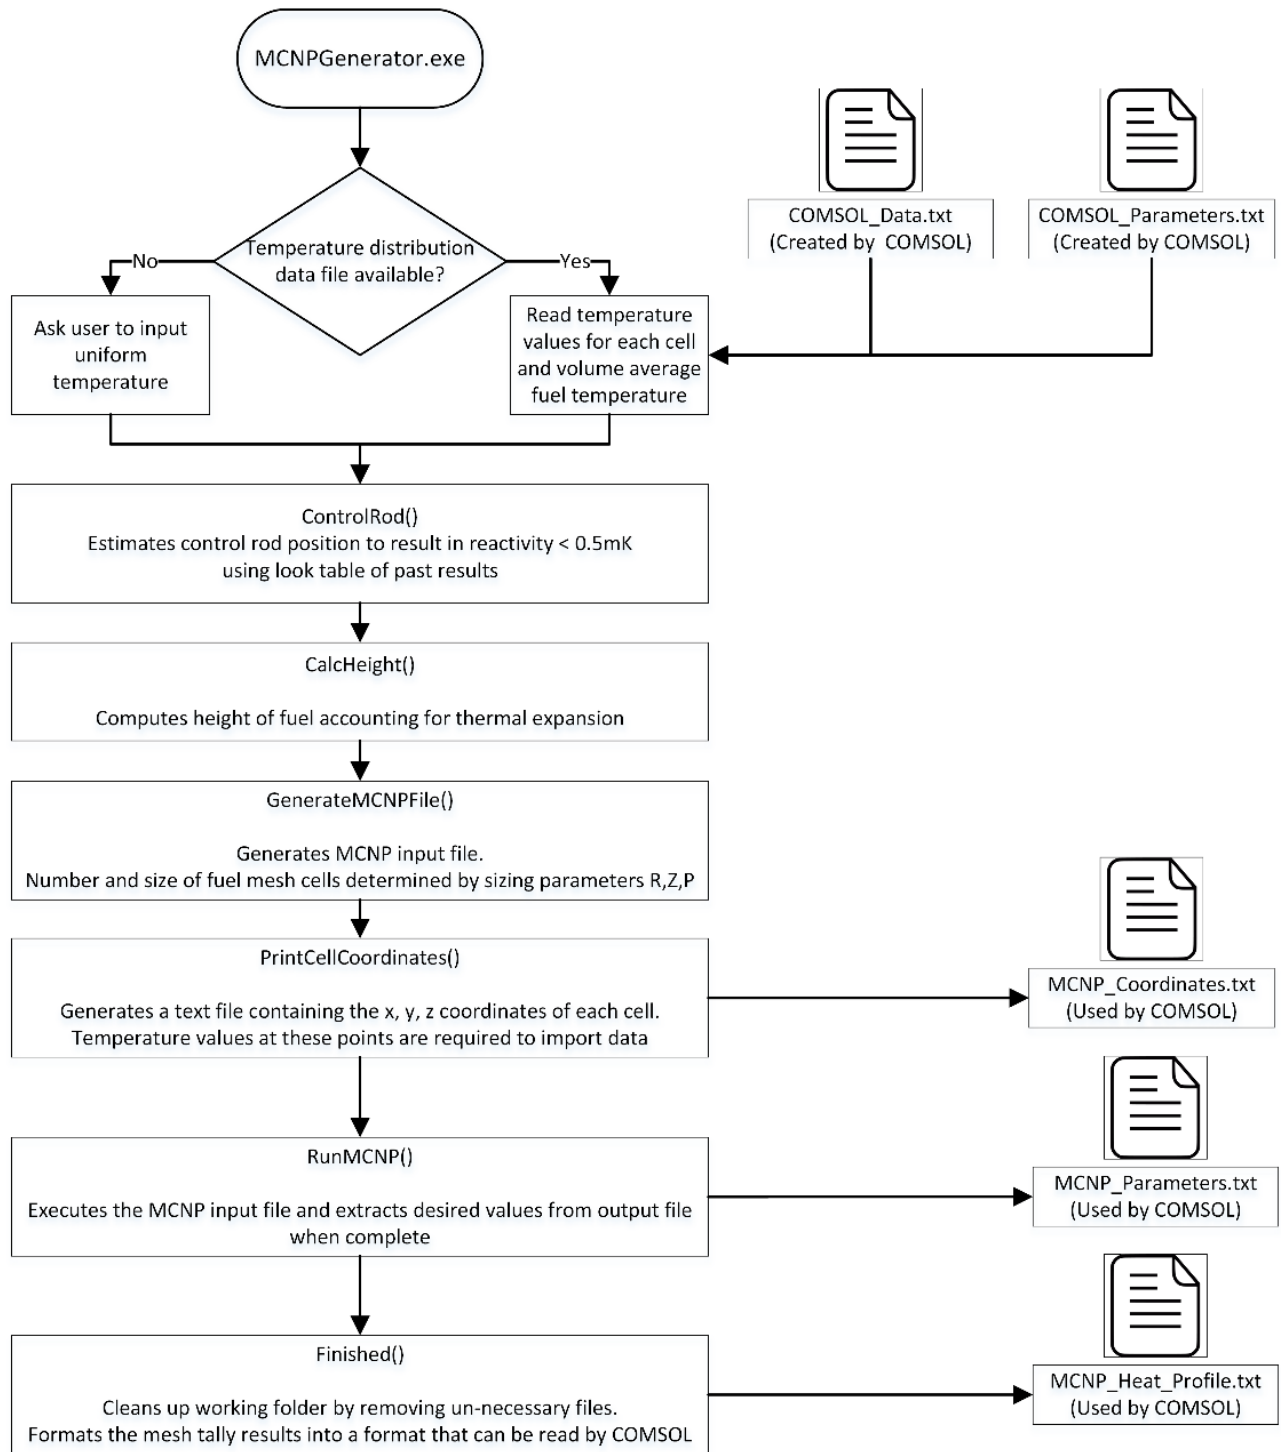 MCNPGenerator.exe
Temperature distribution
data file available?
No
Yes
COMSOL_Data.txt
(Created by  COMSOL)
COMSOL_Parameters.txt
(Created by COMSOL)
Ask user to input
uniform
temperature
Read temperature
values for each cell
and volume average
fuel temperature
ControlRod()
Estimates control rod position to result in reactivity < 0.5mK
using look table of past results
CalcHeight()
Computes height of fuel accounting for thermal expansion
GenerateMCNPFile()
Generates MCNP input file.
Number and size of fuel mesh cells determined by sizing parameters R,Z,P
PrintCellCoordinates()
Generates a text file containing the x, y, z coordinates of each cell.
Temperature values at these points are required to import data
MCNP_Coordinates.txt
(Used by COMSOL)
RunMCNP()
Executes the MCNP input file and extracts desired values from output file
when complete
MCNP_Parameters.txt
(Used by COMSOL)
Finished()
Cleans up working folder by removing un-necessary files.
Formats the mesh tally results into a format that can be read by COMSOL
MCNP_Heat_Profile.txt
(Used by COMSOL)